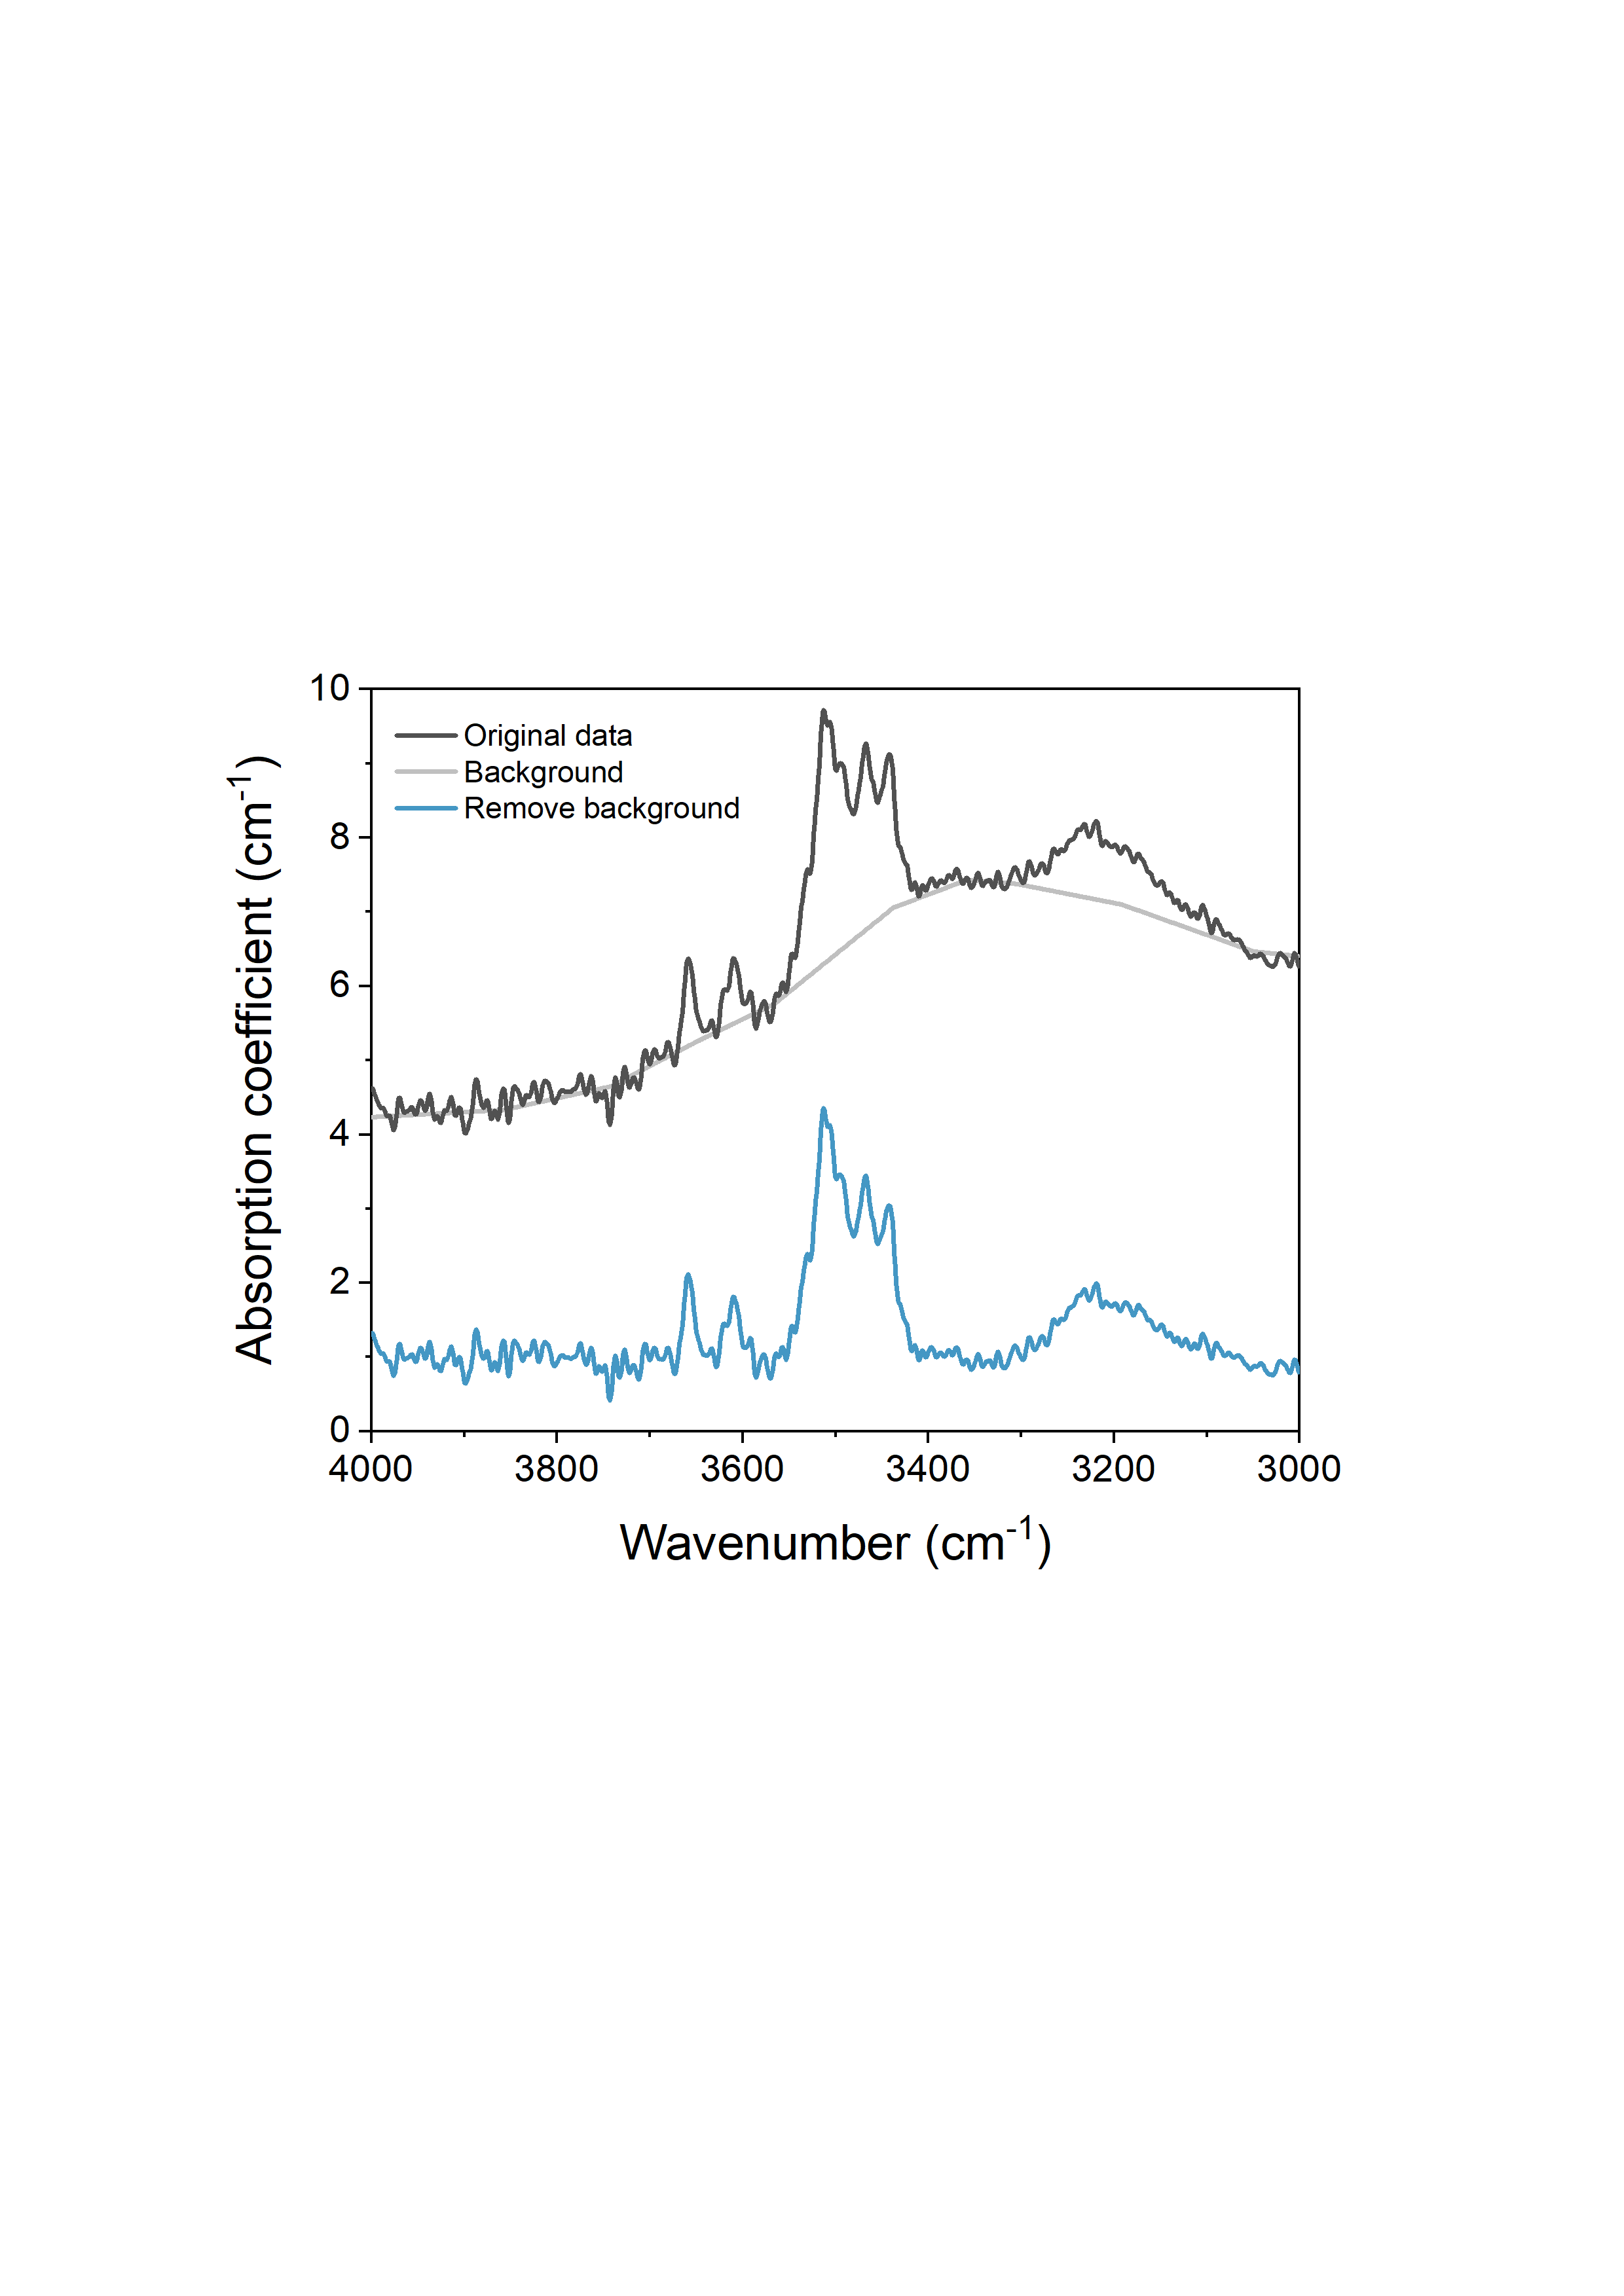 10
8
6
4
2
0
Absorption coefficient (cm⁻¹)
Original data
Background
Remove background
4000 3800 3600 3400 3200 3000
Wavenumber (cm⁻¹)